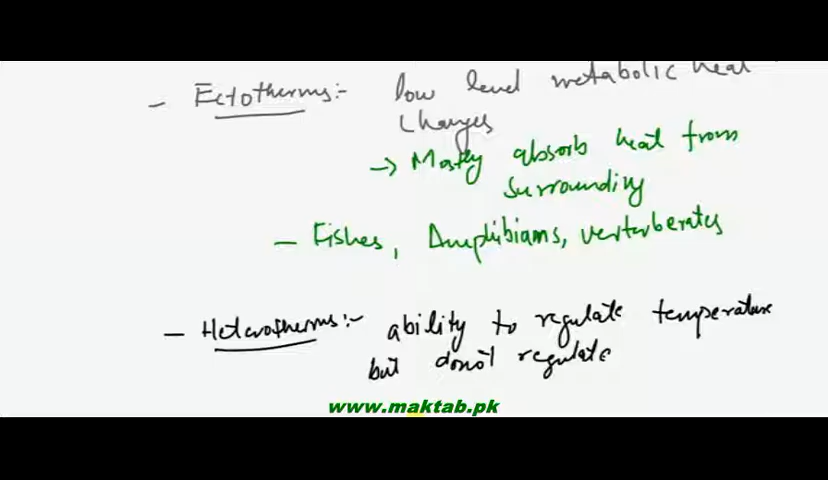 - Ectotherms:- low level metabolic heat
changes
→ Mostly absorb heat from
surrounding
- Fishes, Amphibians, vertorberates
- Heterotherms:- ability to regulate temperature
but donot regulate
www.maktab.pk